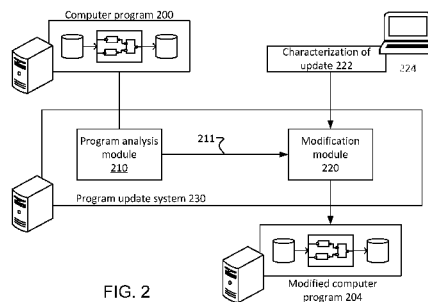 Computer program 200
Characterization of
update 222
224
211
Program analysis
module
210
Modification
module
220
Program update system 230
FIG. 2
Modified computer
program 204